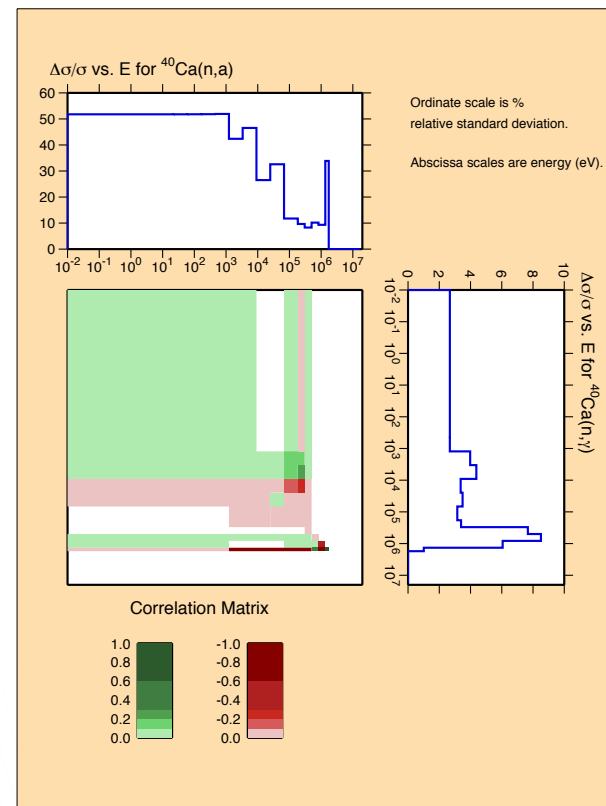 Δσ/σ vs. E for ⁴⁰Ca(n,a)
Ordinate scale is %
relative standard deviation.
Abscissa scales are energy (eV).
60
50
40
30
20
10
0
10⁻² 10⁻¹ 10⁰ 10¹ 10² 10³ 10⁴ 10⁵ 10⁶ 10⁷
0 2 4 6 8 10
10⁻² 10⁻¹ 10⁰ 10¹ 10² 10³ 10⁴ 10⁵ 10⁶ 10⁷
Δσ/σ vs. E for ⁴⁰Ca(n,γ)
Correlation Matrix
1.0
0.8
0.6
0.4
0.2
0.0
-1.0
-0.8
-0.6
-0.4
-0.2
0.0